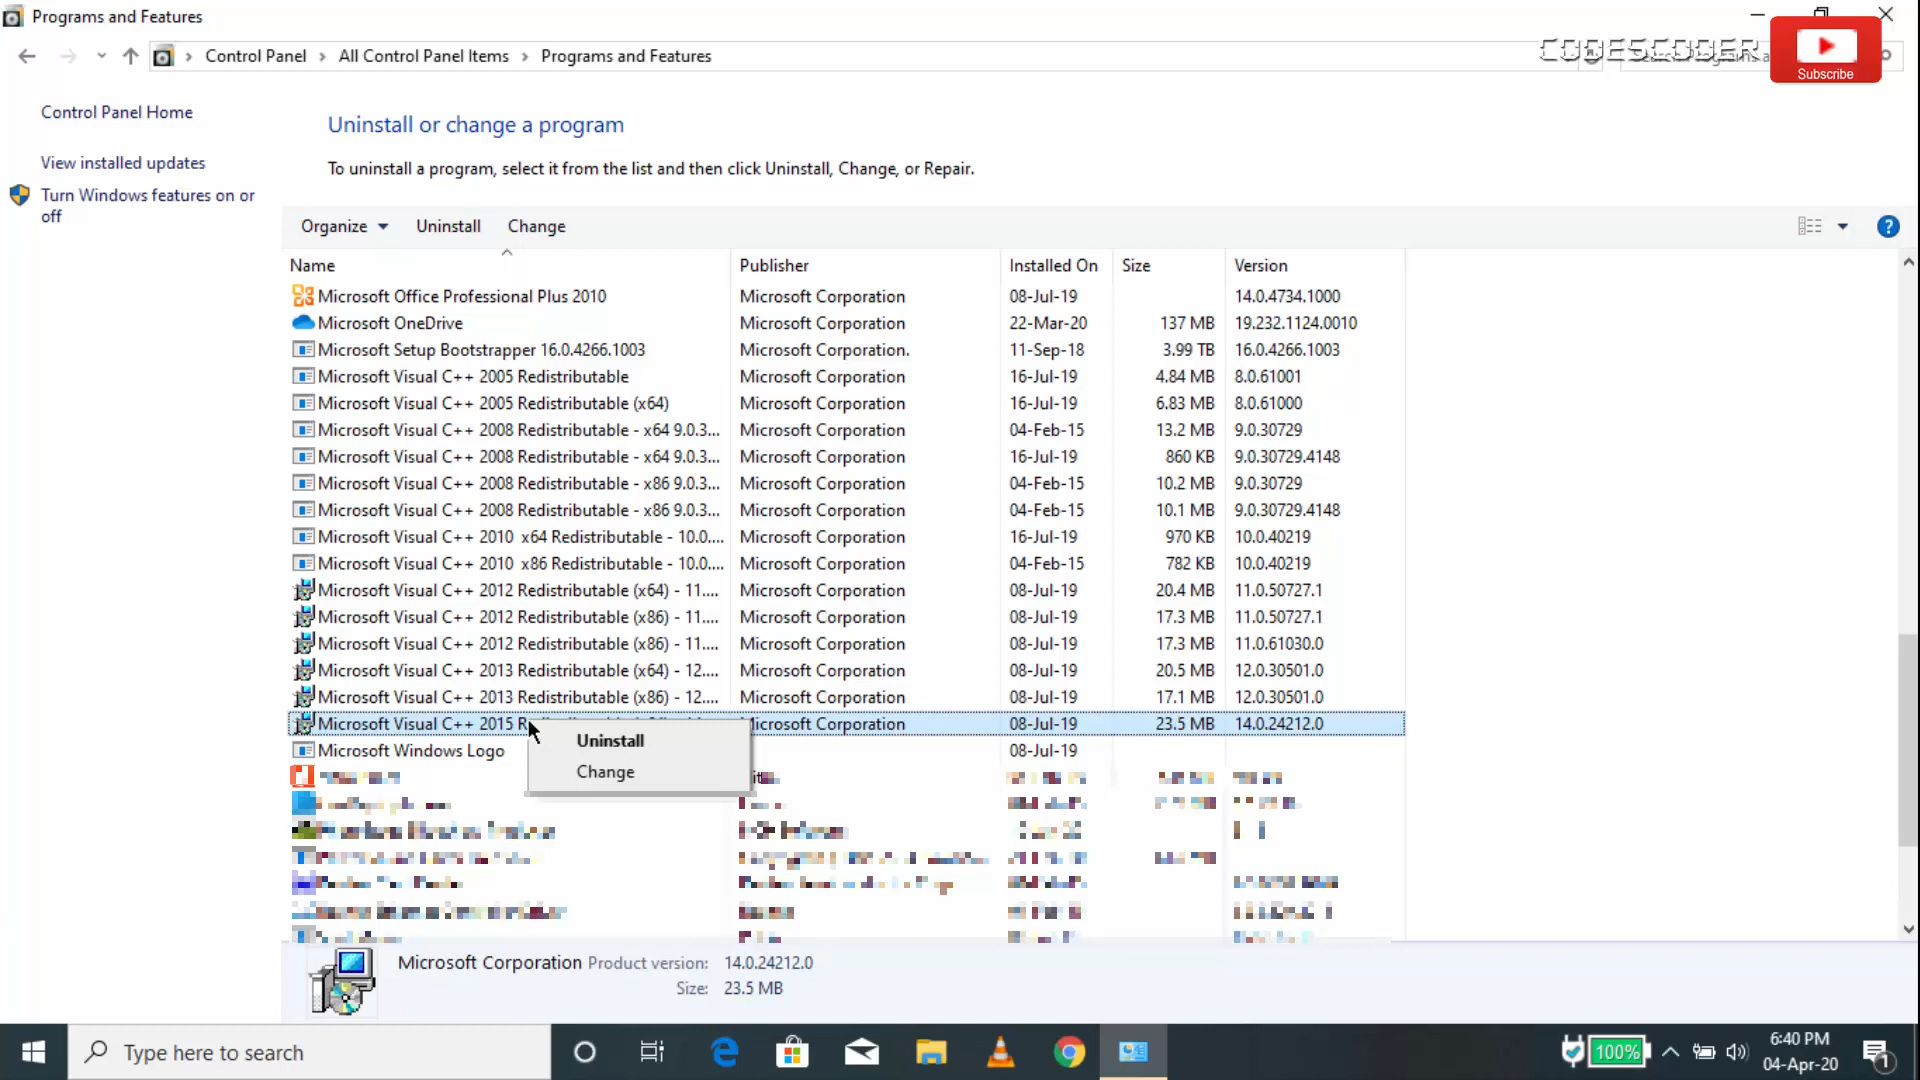 Programs and Features
Control Panel > All Control Panel Items > Programs and Features
CODESCODER
Subscribe
Control Panel Home
View installed updates
Turn Windows features on or
off
Uninstall or change a program
To uninstall a program, select it from the list and then click Uninstall, Change, or Repair.
Organize Uninstall Change
Name Publisher Installed On Size Version
Microsoft Office Professional Plus 2010 Microsoft Corporation 08-Jul-19 14.0.4734.1000
Microsoft OneDrive Microsoft Corporation 22-Mar-20 137 MB 19.232.1124.0010
Microsoft Setup Bootstrapper 16.0.4266.1003 Microsoft Corporation. 11-Sep-18 3.99 TB 16.0.4266.1003
Microsoft Visual C++ 2005 Redistributable Microsoft Corporation 16-Jul-19 4.84 MB 8.0.61001
Microsoft Visual C++ 2005 Redistributable (x64) Microsoft Corporation 16-Jul-19 6.83 MB 8.0.61000
Microsoft Visual C++ 2008 Redistributable - x64 9.0.3... Microsoft Corporation 04-Feb-15 13.2 MB 9.0.30729
Microsoft Visual C++ 2008 Redistributable - x64 9.0.3... Microsoft Corporation 16-Jul-19 860 KB 9.0.30729.4148
Microsoft Visual C++ 2008 Redistributable - x86 9.0.3... Microsoft Corporation 04-Feb-15 10.2 MB 9.0.30729
Microsoft Visual C++ 2008 Redistributable - x86 9.0.3... Microsoft Corporation 04-Feb-15 10.1 MB 9.0.30729.4148
Microsoft Visual C++ 2010 x64 Redistributable - 10.0.... Microsoft Corporation 16-Jul-19 970 KB 10.0.40219
Microsoft Visual C++ 2010 x86 Redistributable - 10.0.... Microsoft Corporation 04-Feb-15 782 KB 10.0.40219
Microsoft Visual C++ 2012 Redistributable (x64) - 11.... Microsoft Corporation 08-Jul-19 20.4 MB 11.0.50727.1
Microsoft Visual C++ 2012 Redistributable (x86) - 11.... Microsoft Corporation 08-Jul-19 17.3 MB 11.0.50727.1
Microsoft Visual C++ 2012 Redistributable (x86) - 11.... Microsoft Corporation 08-Jul-19 17.3 MB 11.0.61030.0
Microsoft Visual C++ 2013 Redistributable (x64) - 12.... Microsoft Corporation 08-Jul-19 20.5 MB 12.0.30501.0
Microsoft Visual C++ 2013 Redistributable (x86) - 12.... Microsoft Corporation 08-Jul-19 17.1 MB 12.0.30501.0
Microsoft Visual C++ 2015 Microsoft Corporation 08-Jul-19 23.5 MB 14.0.24212.0
Microsoft Windows Logo 08-Jul-19
Uninstall
Change
Microsoft Corporation Product version: 14.0.24212.0
Size: 23.5 MB
Type here to search
100%
6:40 PM
04-Apr-20
1